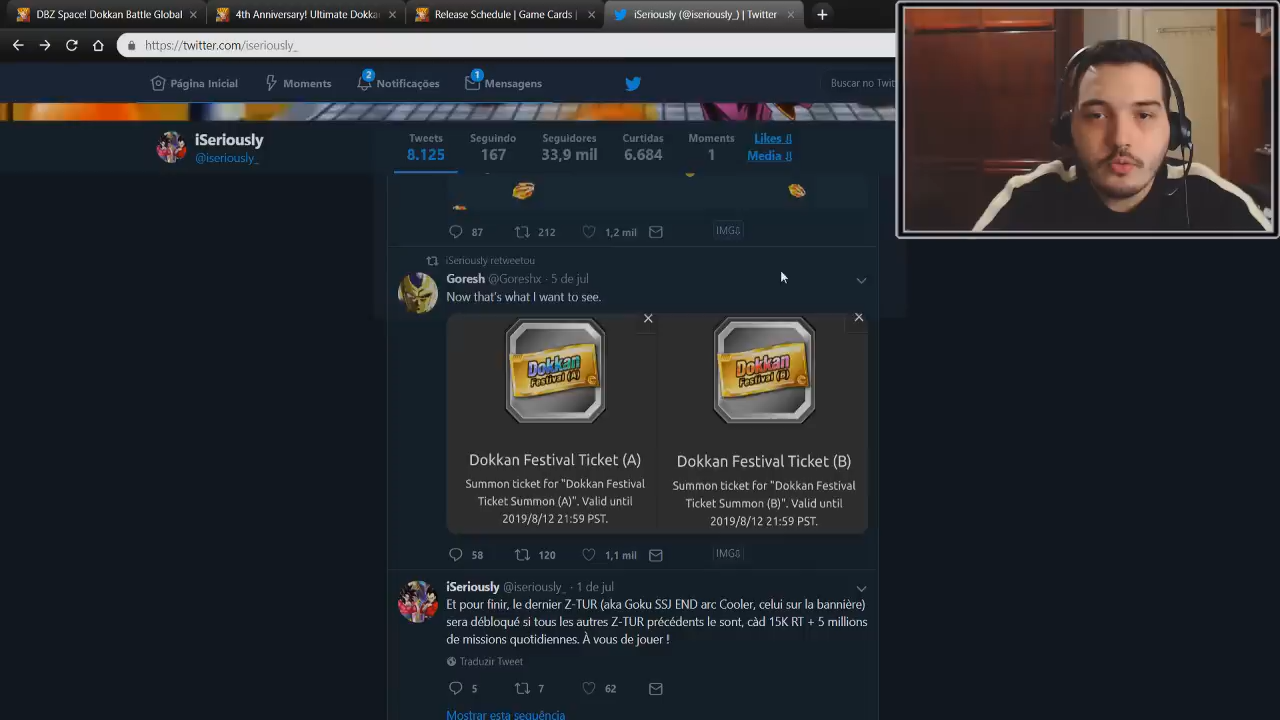 DBZ Space! Dokkan Battle Global
4th Anniversary! Ultimate Dokka
Release Schedule | Game Cards |
iSeriously (@iseriously_) | Twitter
https://twitter.com/iseriously_
Página Inicial
Moments
2
Notificações
1
Mensagens
Buscar no Twi
iSeriously
@iseriously_
Tweets
8.125
Seguindo
167
Seguidores
33,9 mil
Curtidas
6.684
Moments
1
Likes
Media
87
212
1,2 mil
IMG
iSeriously retweetou
Goresh @Goreshx · 5 de jul
Now that's what I want to see.
Dokkan
Festival (A)
Dokkan Festival Ticket (A)
Summon ticket for "Dokkan Festival
Ticket Summon (A)". Valid until
2019/8/12 21:59 PST.
Dokkan
Festival (B)
Dokkan Festival Ticket (B)
Summon ticket for "Dokkan Festival
Ticket Summon (B)". Valid until
2019/8/12 21:59 PST.
58
120
1,1 mil
IMG
iSeriously @iseriously_ · 1 de jul
Et pour finir, le dernier Z-TUR (aka Goku SSJ END arc Cooler, celui sur la bannière)
sera débloqué si tous les autres Z-TUR précédents le sont, càd 15K RT + 5 millions
de missions quotidiennes. À vous de jouer !
Traduzir Tweet
5
7
62
Mostrar esta sequência